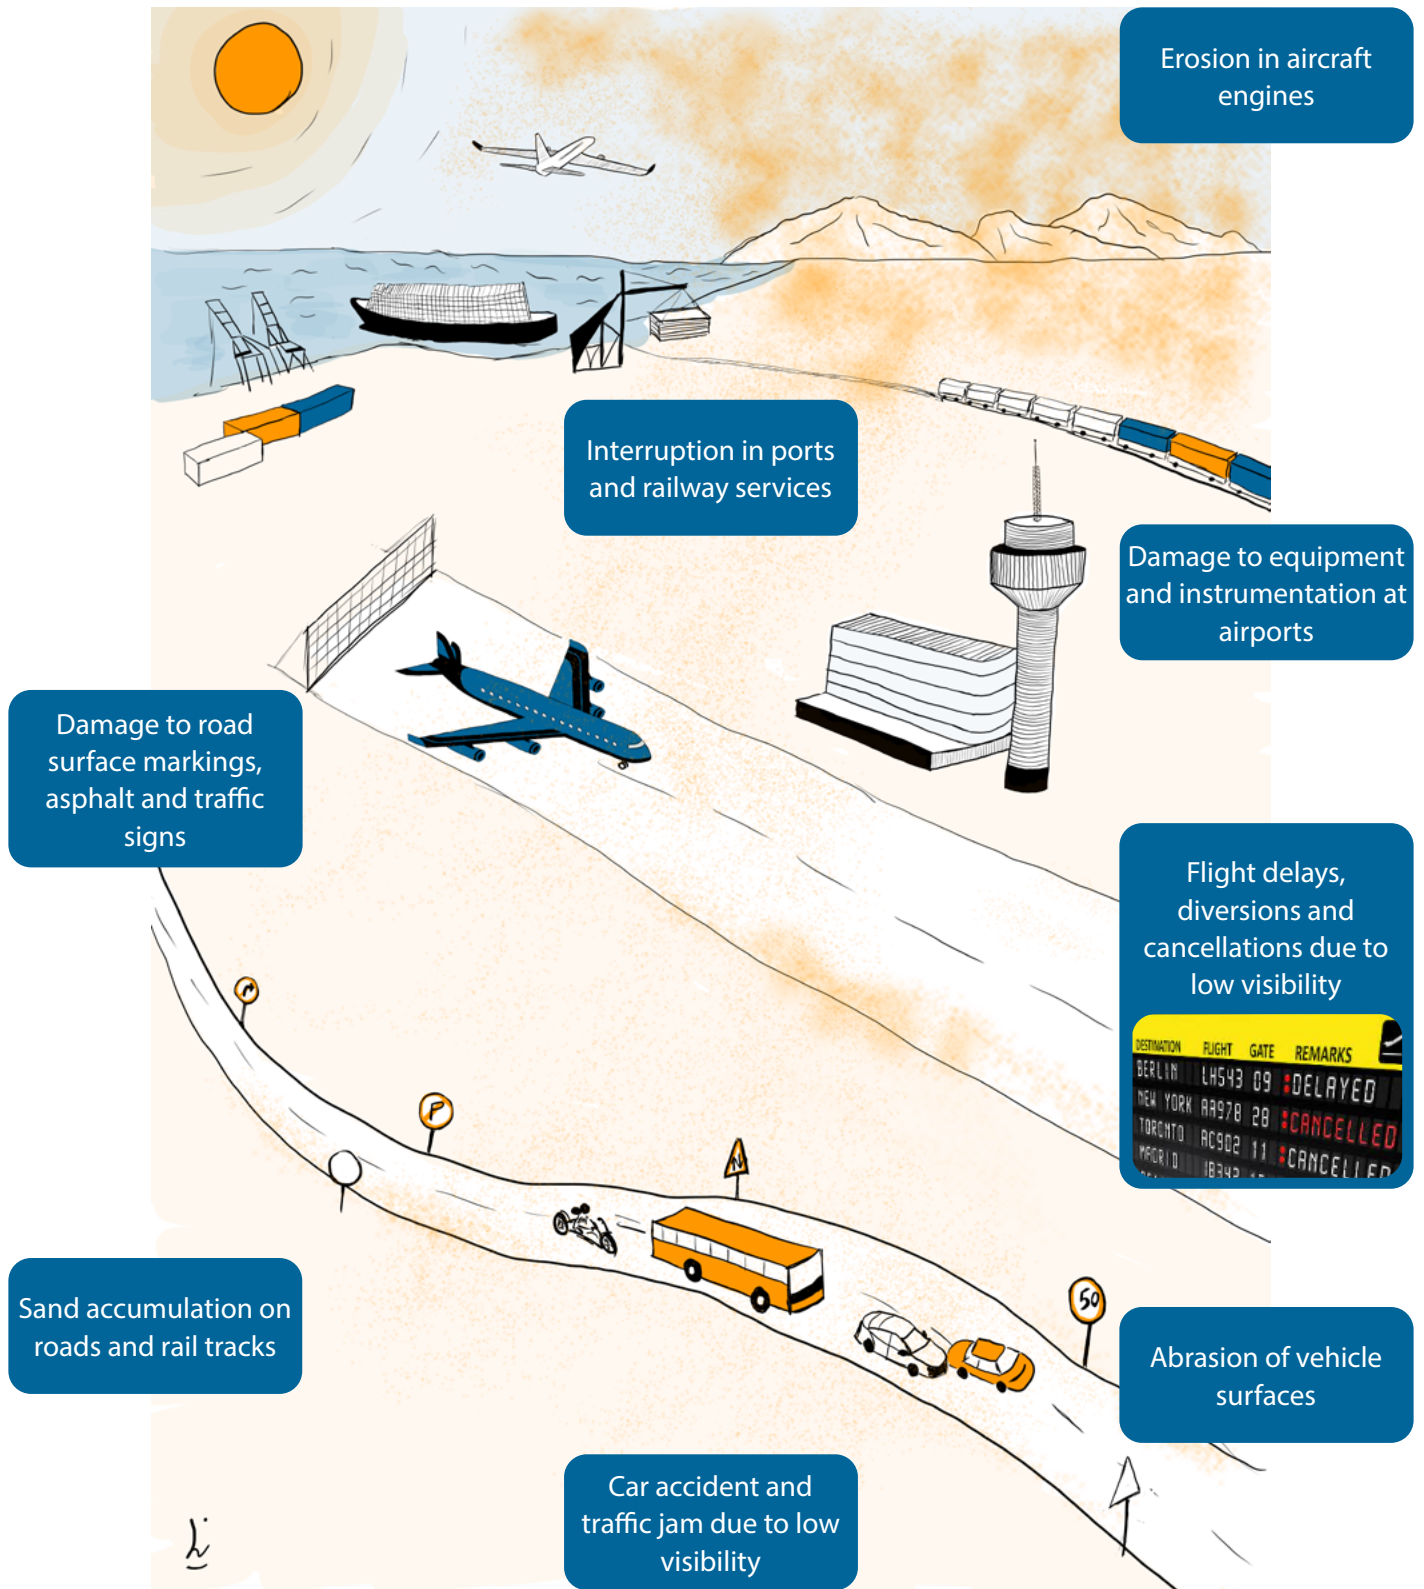 Erosion in aircraft
engines
Interruption in ports
and railway services
Damage to equipment
and instrumentation at
airports
Damage to road
surface markings,
asphalt and traffic
signs
Flight delays,
diversions and
cancellations due to
low visibility
DESTINATION FLIGHT GATE REMARKS
BERLIN LH543 09 :DELAYED
NEW YORK AA978 28 :CANCELLED
TORONTO AC902 11 :CANCELLED
MADRID IB342
P
N
50
Sand accumulation on
roads and rail tracks
Abrasion of vehicle
surfaces
Car accident and
traffic jam due to low
visibility